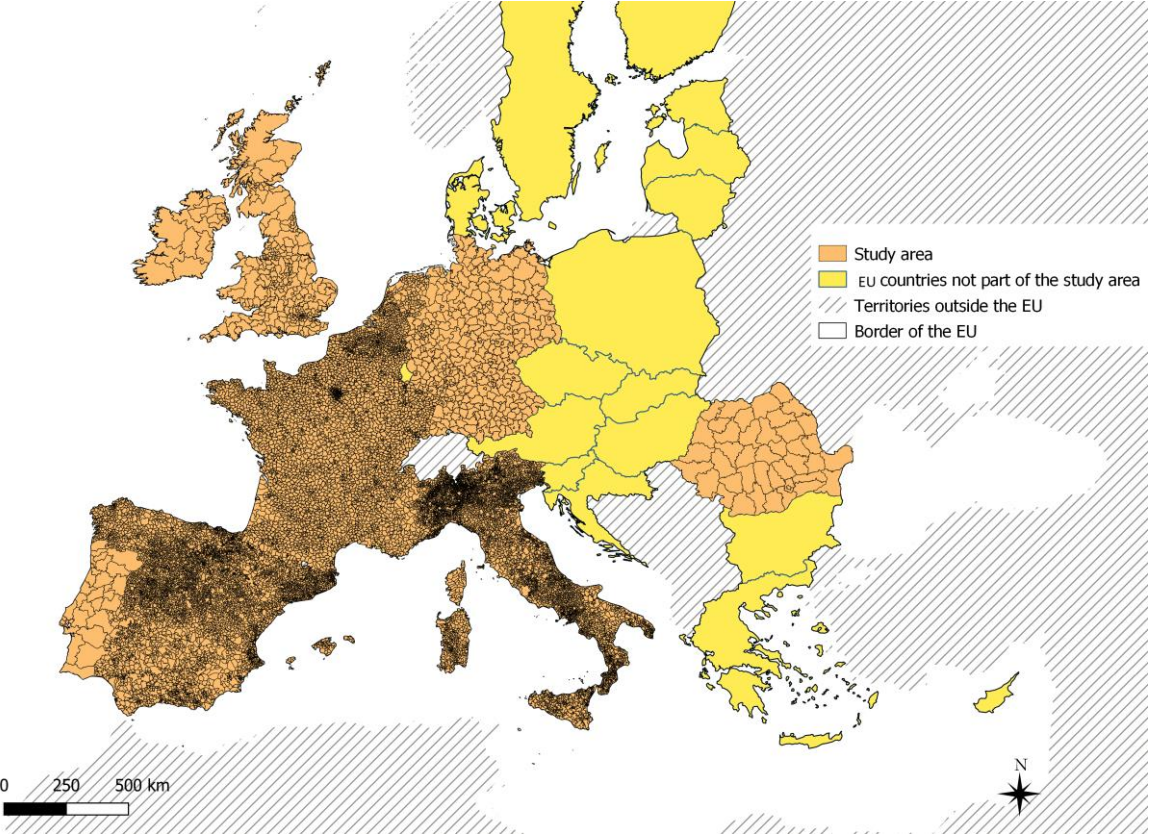 Study area
EU countries not part of the study area
Territories outside the EU
Border of the EU
N
0 250 500 km